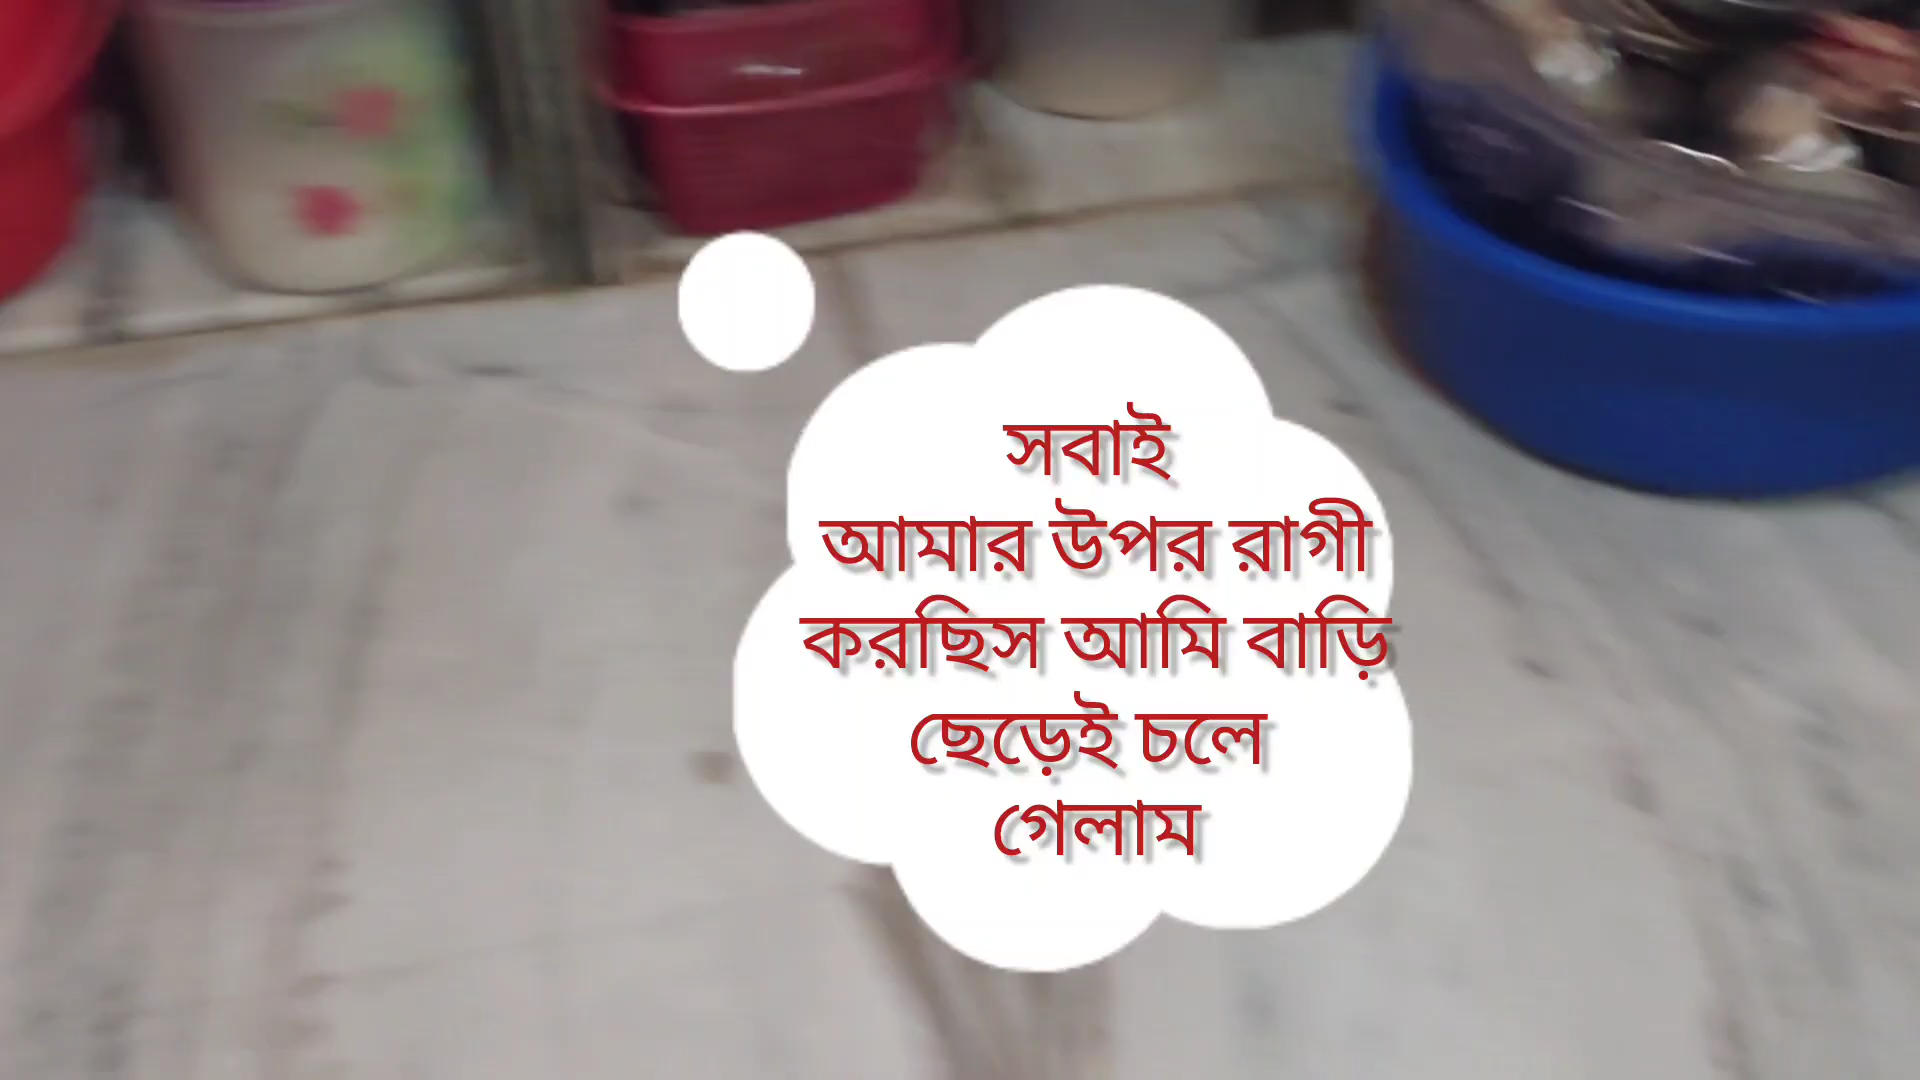 সবাই
আমার উপর রাগী
করছিস আমি বাড়ি
ছেড়েই চলে
গেলাম